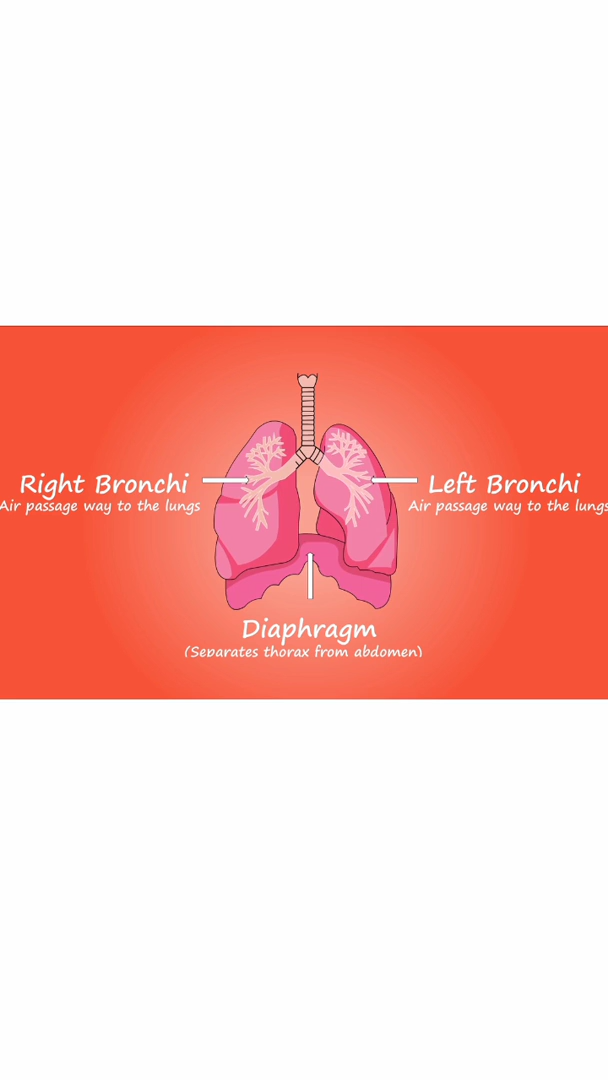 Right Bronchi
Air passage way to the lungs
Left Bronchi
Air passage way to the lungs
Diaphragm
(Separates thorax from abdomen)